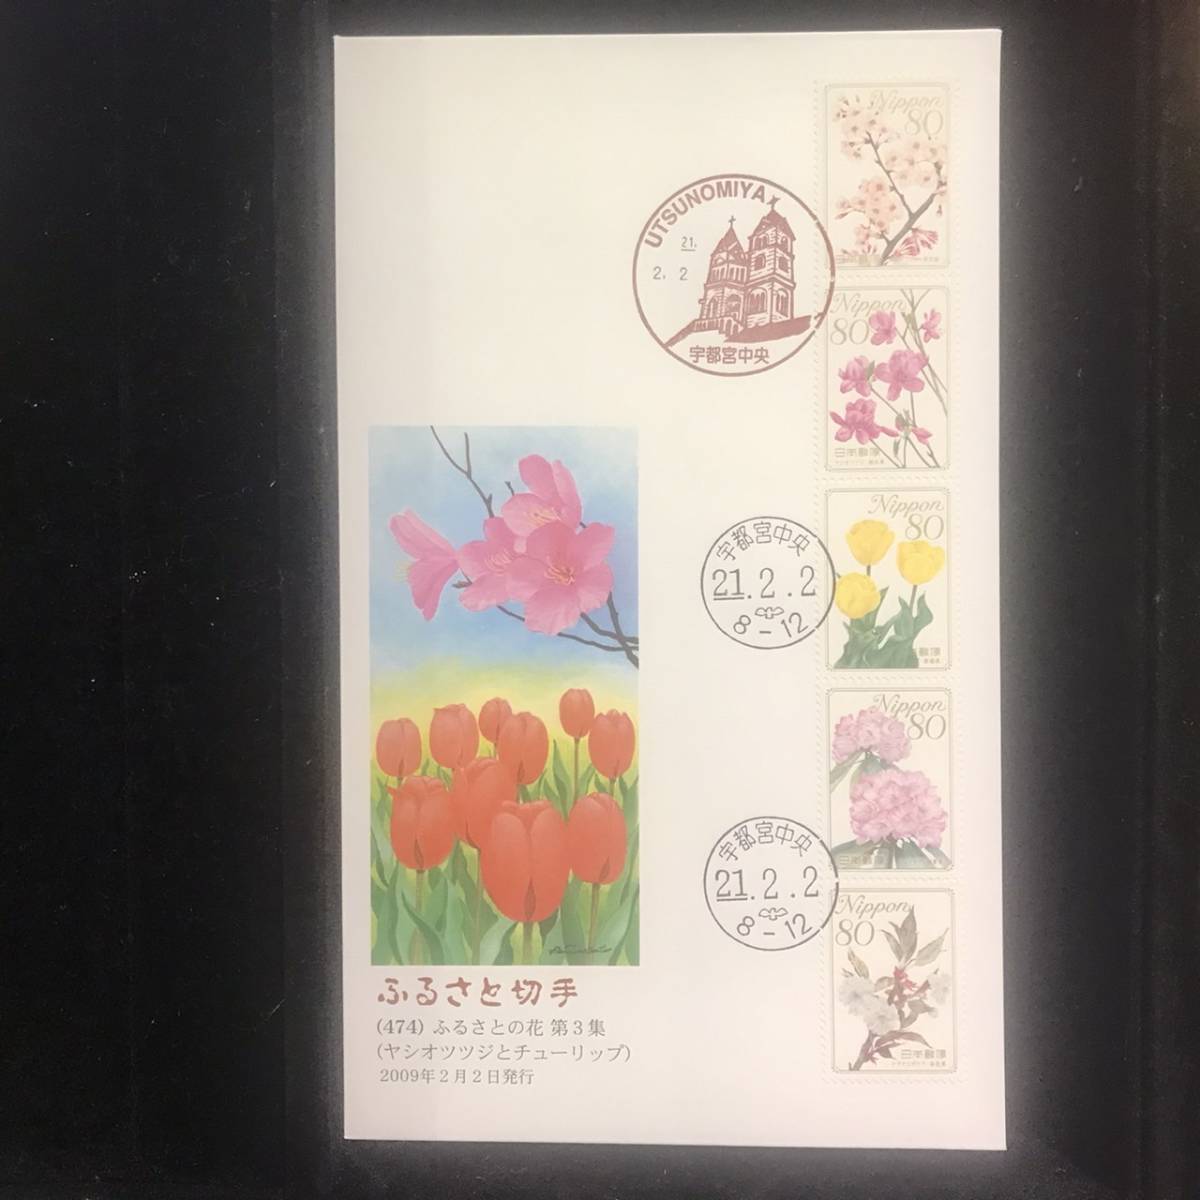 Nippon
80
UTSUNOMIYA
21.
2. 2
宇都宮中央
Nippon
80
日本郵便
Nippon
80
宇都宮中央
21.2.2
8-12
Nippon
80
日本郵便
宇都宮中央
21.2.2
8-12
Nippon
80
日本郵便
ふるさと切手
(474) ふるさとの花 第3集
(ヤシオツツジとチューリップ)
2009年2月2日発行